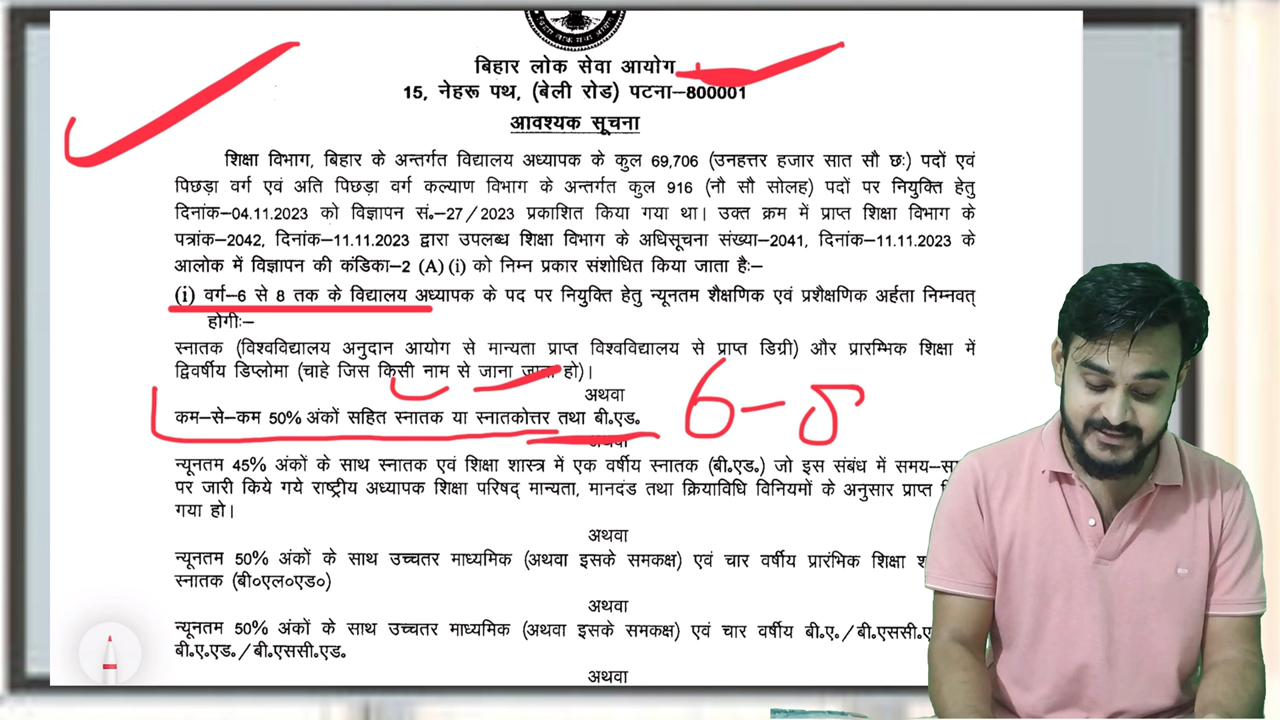 बिहार लोक सेवा आयोग
15, नेहरू पथ, (बेली रोड) पटना–800001
आवश्यक सूचना
शिक्षा विभाग, बिहार के अन्तर्गत विद्यालय अध्यापक के कुल 69,706 (उनहत्तर हजार सात सौ छः) पदों एवं
पिछड़ा वर्ग एवं अति पिछड़ा वर्ग कल्याण विभाग के अन्तर्गत कुल 916 (नौ सौ सोलह) पदों पर नियुक्ति हेतु
दिनांक–04.11.2023 को विज्ञापन सं.–27/2023 प्रकाशित किया गया था। उक्त क्रम में प्राप्त शिक्षा विभाग के
पत्रांक–2042, दिनांक–11.11.2023 द्वारा उपलब्ध शिक्षा विभाग के अधिसूचना संख्या–2041, दिनांक–11.11.2023 के
आलोक में विज्ञापन की कंडिका–2 (A) (i) को निम्न प्रकार संशोधित किया जाता हैः–
(i) वर्ग–6 से 8 तक के विद्यालय अध्यापक के पद पर नियुक्ति हेतु न्यूनतम शैक्षणिक एवं प्रशैक्षणिक अर्हता निम्नवत्
होगीः–
स्नातक (विश्वविद्यालय अनुदान आयोग से मान्यता प्राप्त विश्वविद्यालय से प्राप्त डिग्री) और प्रारम्भिक शिक्षा में
द्विवर्षीय डिप्लोमा (चाहे जिस किसी नाम से जाना जाता हो)।
अथवा
कम–से–कम 50% अंकों सहित स्नातक या स्नातकोत्तर तथा बी.एड.
6-8
अथवा
न्यूनतम 45% अंकों के साथ स्नातक एवं शिक्षा शास्त्र में एक वर्षीय स्नातक (बी.एड.) जो इस संबंध में समय–
पर जारी किये गये राष्ट्रीय अध्यापक शिक्षा परिषद् मान्यता, मानदंड तथा क्रियाविधि विनियमों के अनुसार प्राप्त
गया हो।
अथवा
न्यूनतम 50% अंकों के साथ उच्चतर माध्यमिक (अथवा इसके समकक्ष) एवं चार वर्षीय प्रारंभिक शिक्षा
स्नातक (बी०एल०एड०)
अथवा
न्यूनतम 50% अंकों के साथ उच्चतर माध्यमिक (अथवा इसके समकक्ष) एवं चार वर्षीय बी.ए./बी.एससी.
बी.ए.एड./बी.एससी.एड.
अथवा